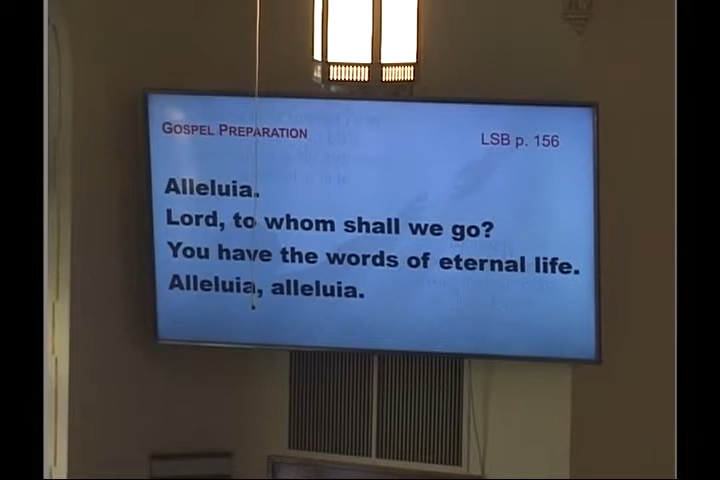 GOSPEL PREPARATION
LSB p. 156
Alleluia.
Lord, to whom shall we go?
You have the words of eternal life.
Alleluia, alleluia.